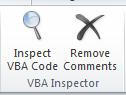 Inspect Remove
VBA Code Comments
VBA Inspector